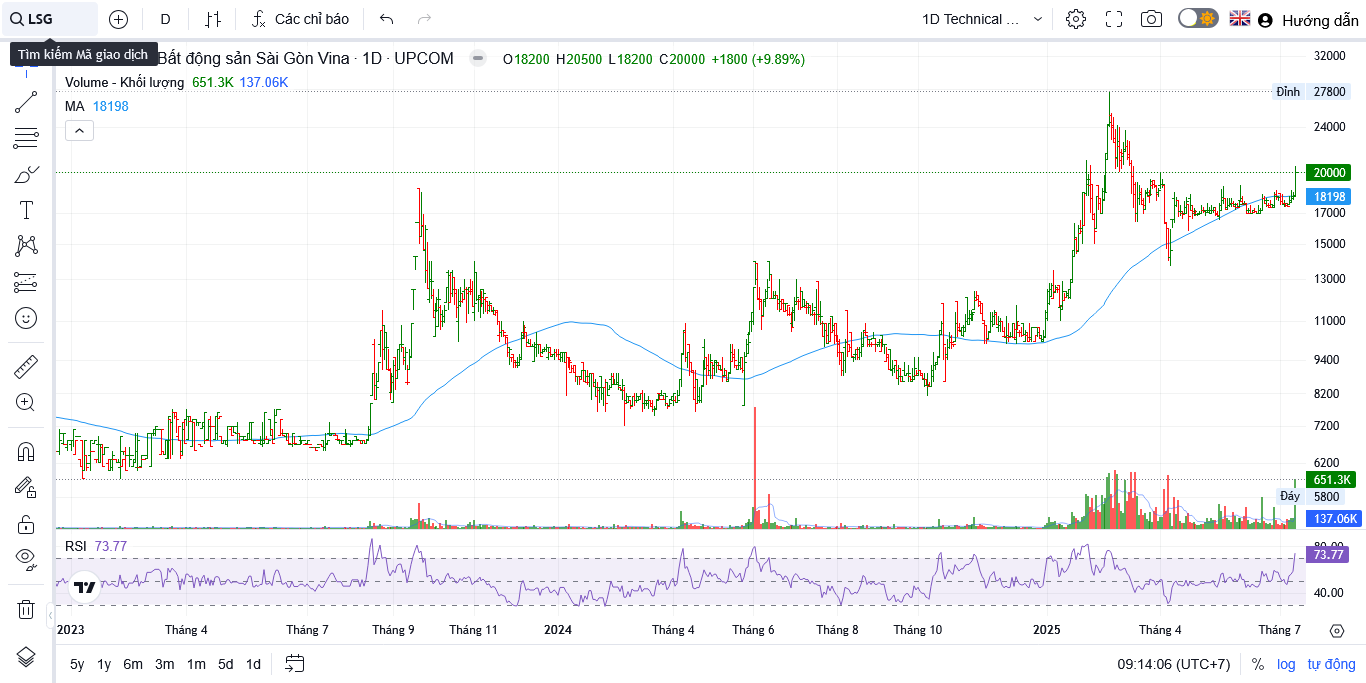 LSG
D
Các chỉ báo
1D Technical ...
Hướng dẫn
Tìm kiếm Mã giao dịch
Bất động sản Sài Gòn Vina · 1D · UPCOM
O18200 H20500 L18200 C20000 +1800 (+9.89%)
Volume - Khối lượng 651.3K 137.06K
MA 18198
32000
Đỉnh 27800
24000
20000
18198
17000
15000
13000
11000
9400
8200
7200
6200
651.3K
Đáy 5800
137.06K
RSI 73.77
80.00
73.77
40.00
2023 Tháng 4 Tháng 7 Tháng 9 Tháng 11 2024 Tháng 4 Tháng 6 Tháng 8 Tháng 10 2025 Tháng 4 Tháng 7
5y 1y 6m 3m 1m 5d 1d
09:14:06 (UTC+7) % log tự động